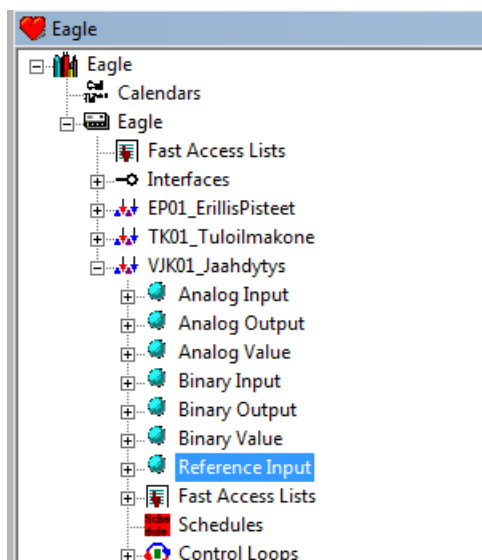 Eagle
Eagle
Calendars
Eagle
Fast Access Lists
Interfaces
EP01_ErillisPisteet
TK01_Tuloilmakone
VJK01_Jaahdytys
Analog Input
Analog Output
Analog Value
Binary Input
Binary Output
Binary Value
Reference Input
Fast Access Lists
Schedules
Control Loops